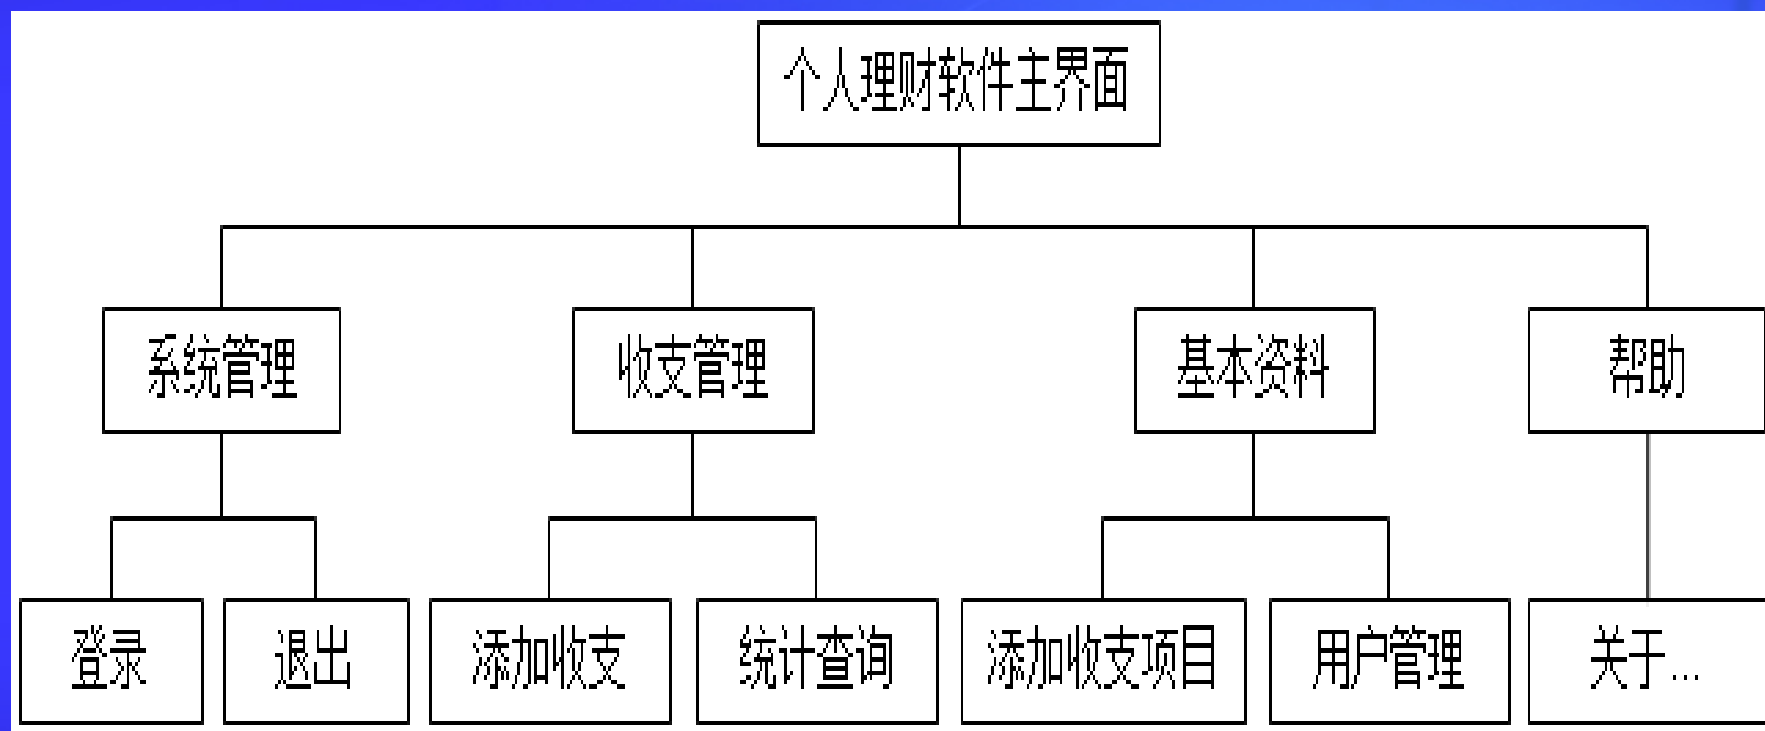 个人理财软件主界面
系统管理
收支管理
基本资料
帮助
登录
退出
添加收支
统计查询
添加收支项目
用户管理
关于...